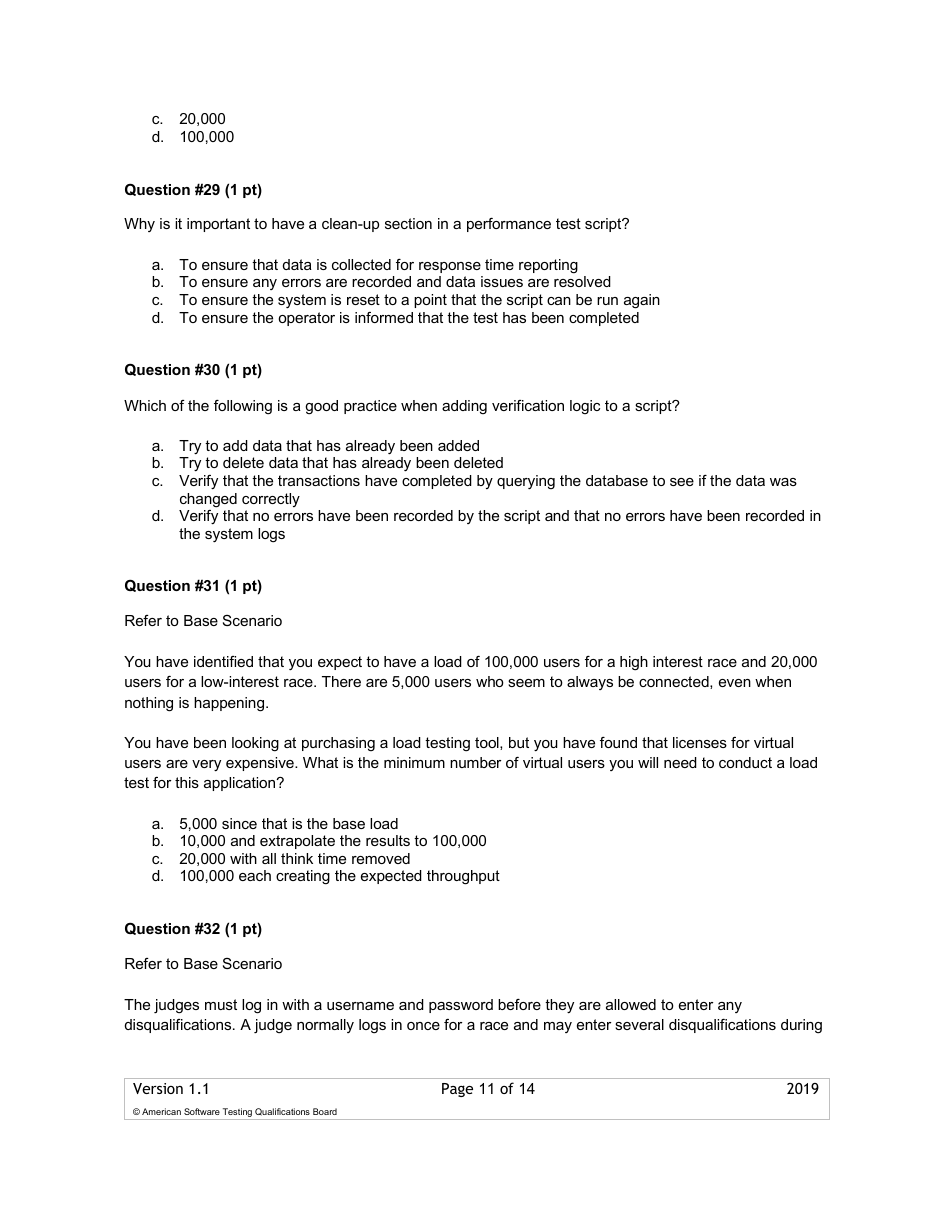 c. 20,000
d. 100,000
Question #29 (1 pt)
Why is it important to have a clean-up section in a performance test script?
a. To ensure that data is collected for response time reporting
b. To ensure any errors are recorded and data issues are resolved
c. To ensure the system is reset to a point that the script can be run again
d. To ensure the operator is informed that the test has been completed
Question #30 (1 pt)
Which of the following is a good practice when adding verification logic to a script?
a. Try to add data that has already been added
b. Try to delete data that has already been deleted
c. Verify that the transactions have completed by querying the database to see if the data was
changed correctly
d. Verify that no errors have been recorded by the script and that no errors have been recorded in
the system logs
Question #31 (1 pt)
Refer to Base Scenario
You have identified that you expect to have a load of 100,000 users for a high interest race and 20,000
users for a low-interest race. There are 5,000 users who seem to always be connected, even when
nothing is happening.
You have been looking at purchasing a load testing tool, but you have found that licenses for virtual
users are very expensive. What is the minimum number of virtual users you will need to conduct a load
test for this application?
a. 5,000 since that is the base load
b. 10,000 and extrapolate the results to 100,000
c. 20,000 with all think time removed
d. 100,000 each creating the expected throughput
Question #32 (1 pt)
Refer to Base Scenario
The judges must log in with a username and password before they are allowed to enter any
disqualifications. A judge normally logs in once for a race and may enter several disqualifications during
Version 1.1 Page 11 of 14 2019
© American Software Testing Qualifications Board